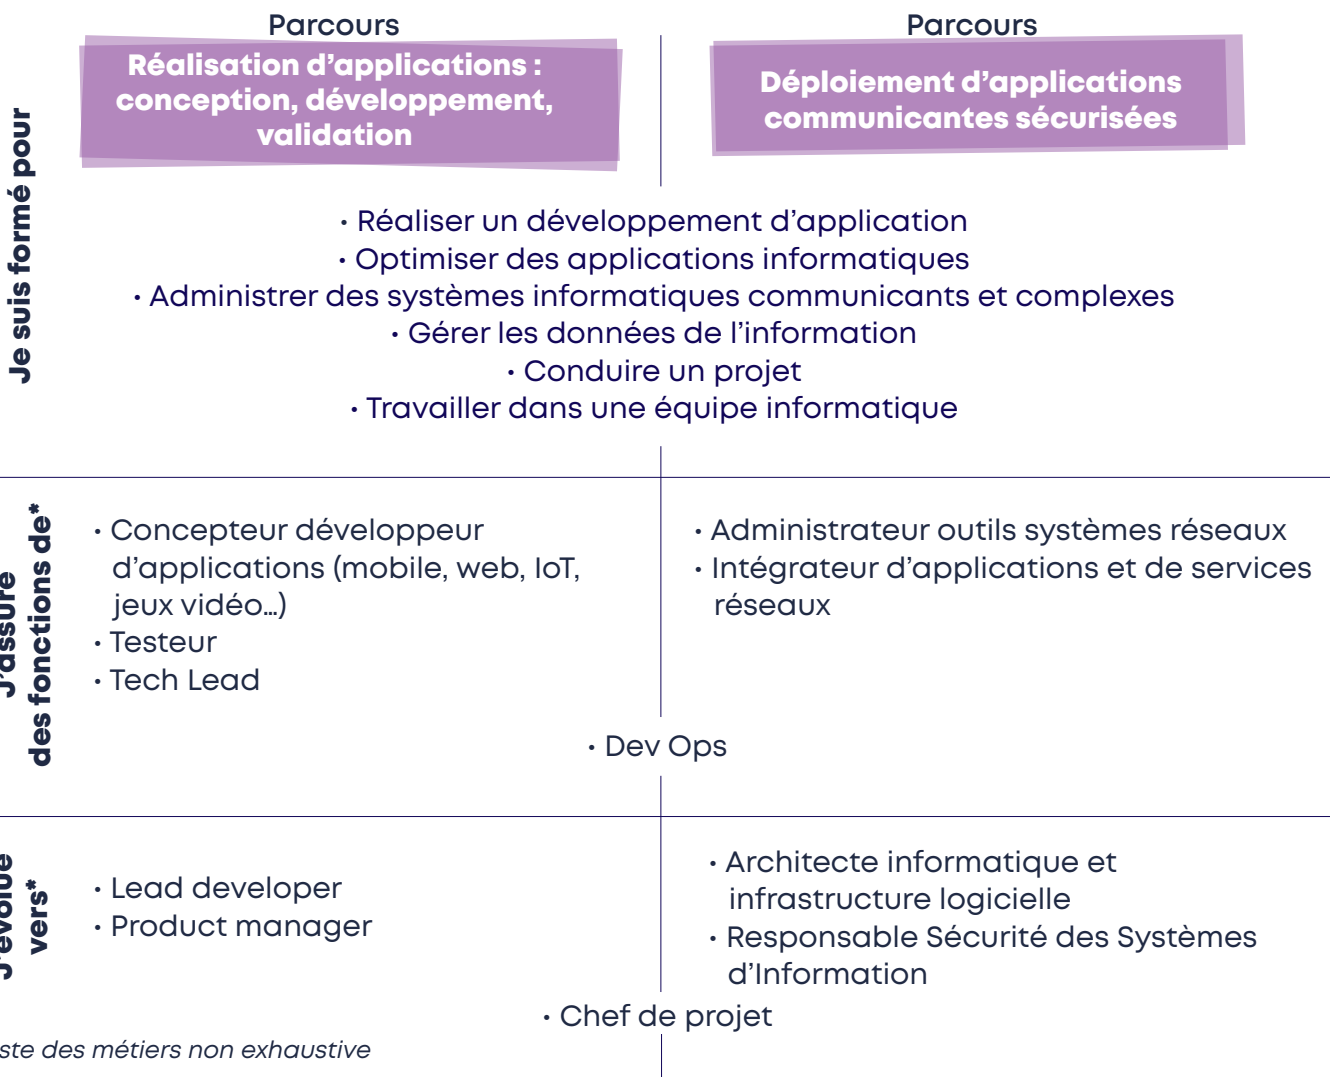 Parcours
Réalisation d'applications :
conception, développement,
validation
Parcours
Déploiement d'applications
communicantes sécurisées
Je suis formé pour
• Réaliser un développement d'application
• Optimiser des applications informatiques
• Administrer des systèmes informatiques communicants et complexes
• Gérer les données de l'information
• Conduire un projet
• Travailler dans une équipe informatique
J'assure
des fonctions de*
• Concepteur développeur
d'applications (mobile, web, IoT,
jeux vidéo…)
• Testeur
• Tech Lead
• Administrateur outils systèmes réseaux
• Intégrateur d'applications et de services
réseaux
• Dev Ops
J'évolue
vers*
• Lead developer
• Product manager
• Architecte informatique et
infrastructure logicielle
• Responsable Sécurité des Systèmes
d'Information
• Chef de projet
ste des métiers non exhaustive